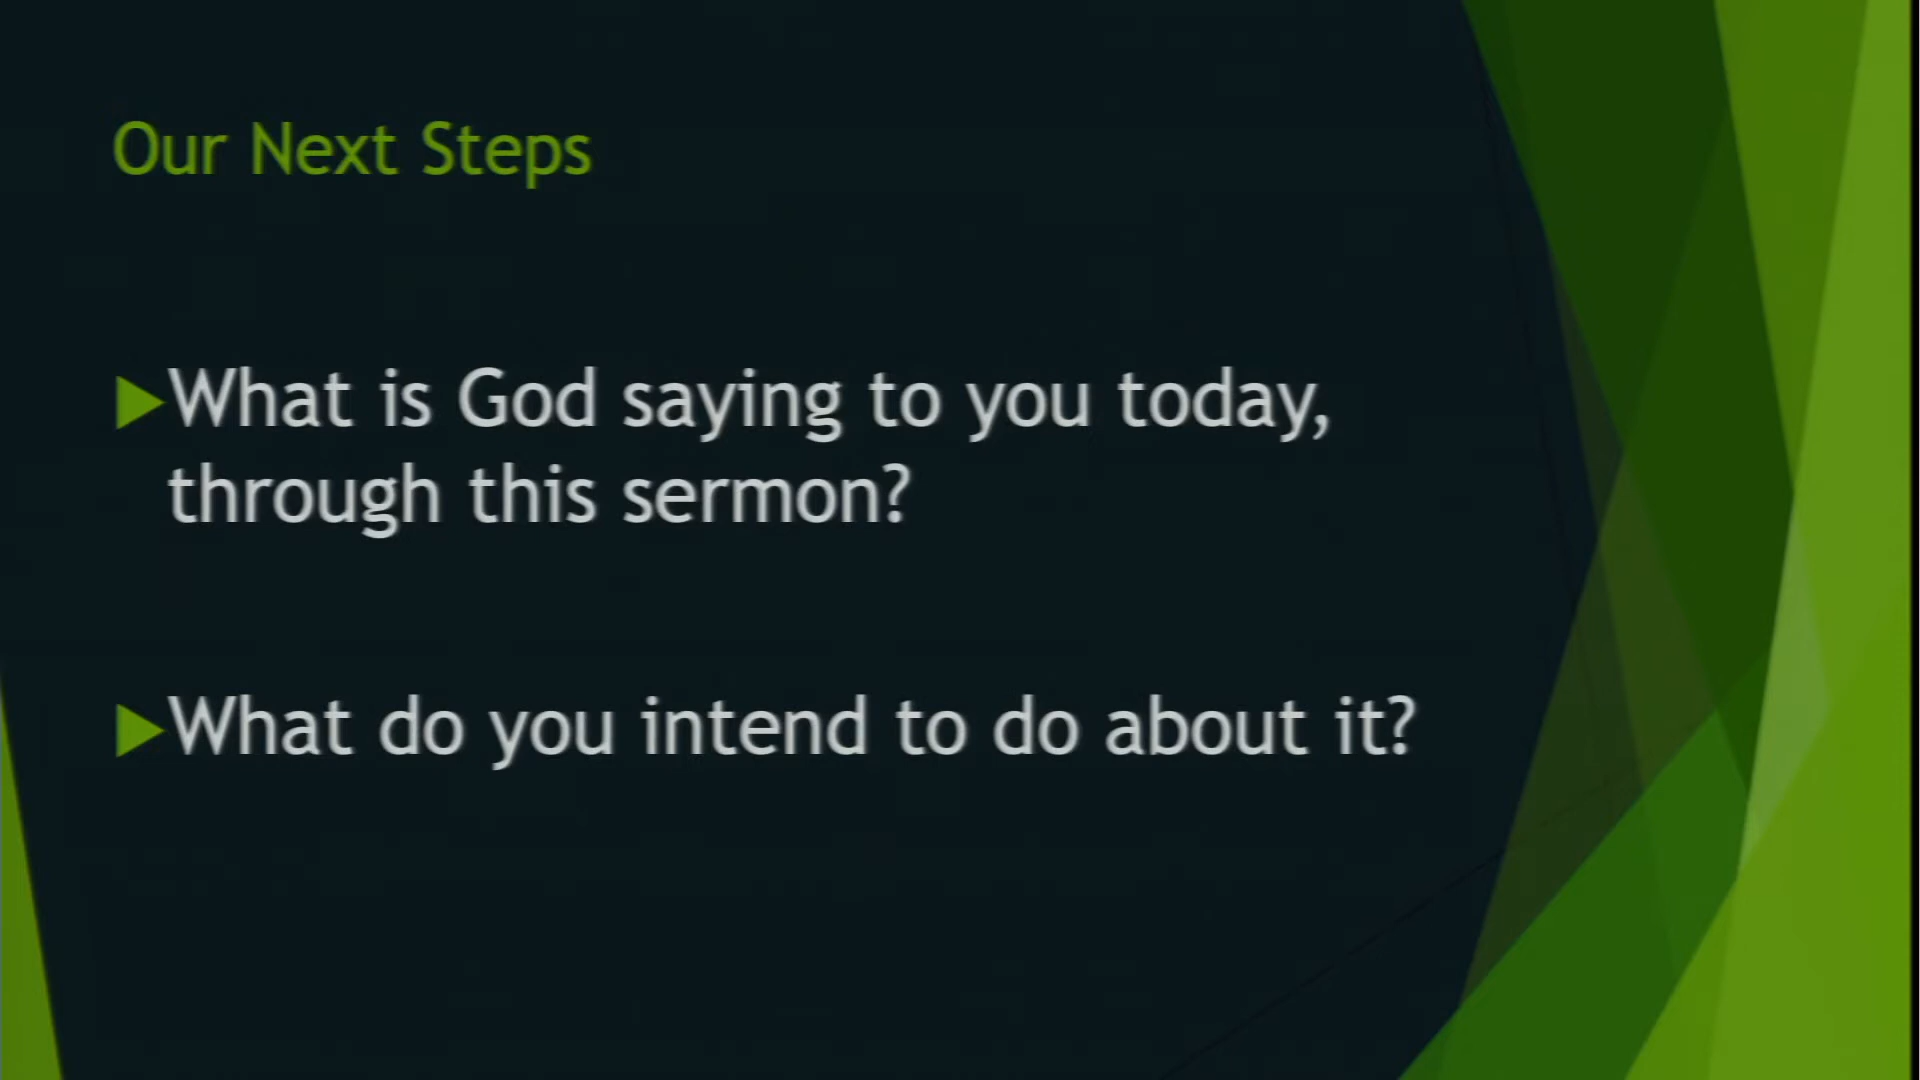 Our Next Steps
What is God saying to you today,
through this sermon?
What do you intend to do about it?